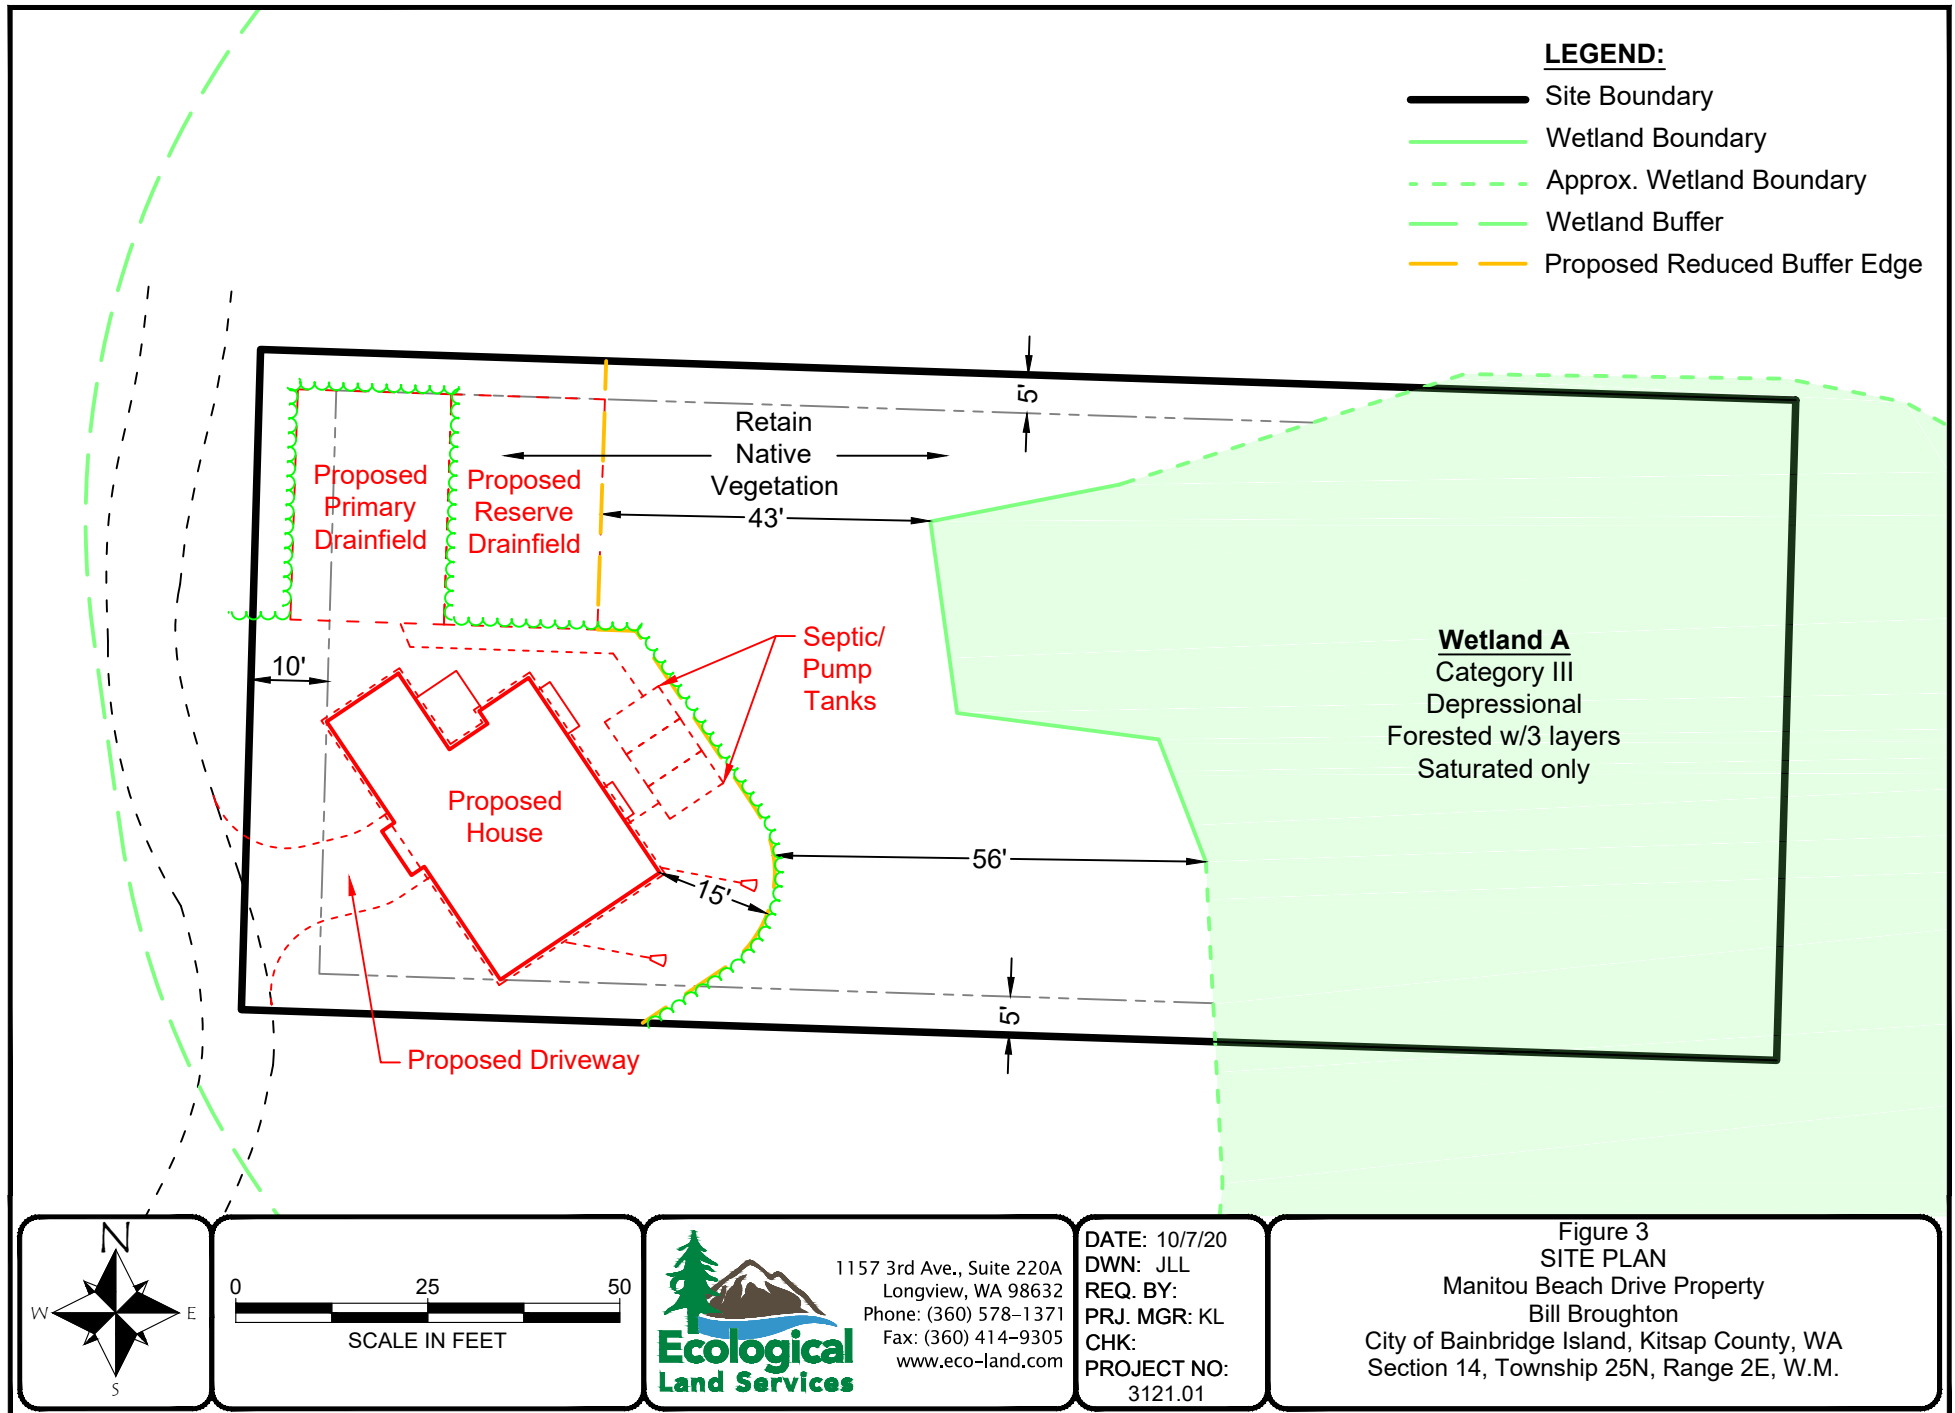 LEGEND:
Site Boundary
Wetland Boundary
Approx. Wetland Boundary
Wetland Buffer
Proposed Reduced Buffer Edge
5'
Retain
Native
Vegetation
43'
Proposed
Primary
Drainfield
Proposed
Reserve
Drainfield
Septic/
Pump
Tanks
10'
Proposed
House
56'
15'
5'
Proposed Driveway
Wetland A
Category III
Depressional
Forested w/3 layers
Saturated only
N
W
E
S
0 25 50
SCALE IN FEET
Ecological
Land Services
1157 3rd Ave., Suite 220A
Longview, WA 98632
Phone: (360) 578-1371
Fax: (360) 414-9305
www.eco-land.com
DATE: 10/7/20
DWN: JLL
REQ. BY:
PRJ. MGR: KL
CHK:
PROJECT NO:
3121.01
Figure 3
SITE PLAN
Manitou Beach Drive Property
Bill Broughton
City of Bainbridge Island, Kitsap County, WA
Section 14, Township 25N, Range 2E, W.M.